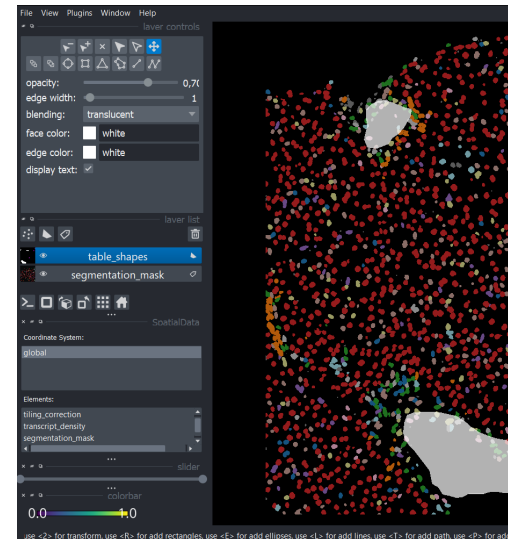 File View Plugins Window Help
layer controls
opacity: 0,70
edge width: 1
blending: translucent
face color: white
edge color: white
display text:
layer list
table_shapes
segmentation_mask
SpatialData
Coordinate System:
global
Elements:
tiling_correction
transcript_density
segmentation_mask
slider
colorbar
0.0 1.0
use <2> for transform, use <R> for add rectangles, use <E> for add ellipses, use <L> for add lines, use <T> for add path, use <P> for add